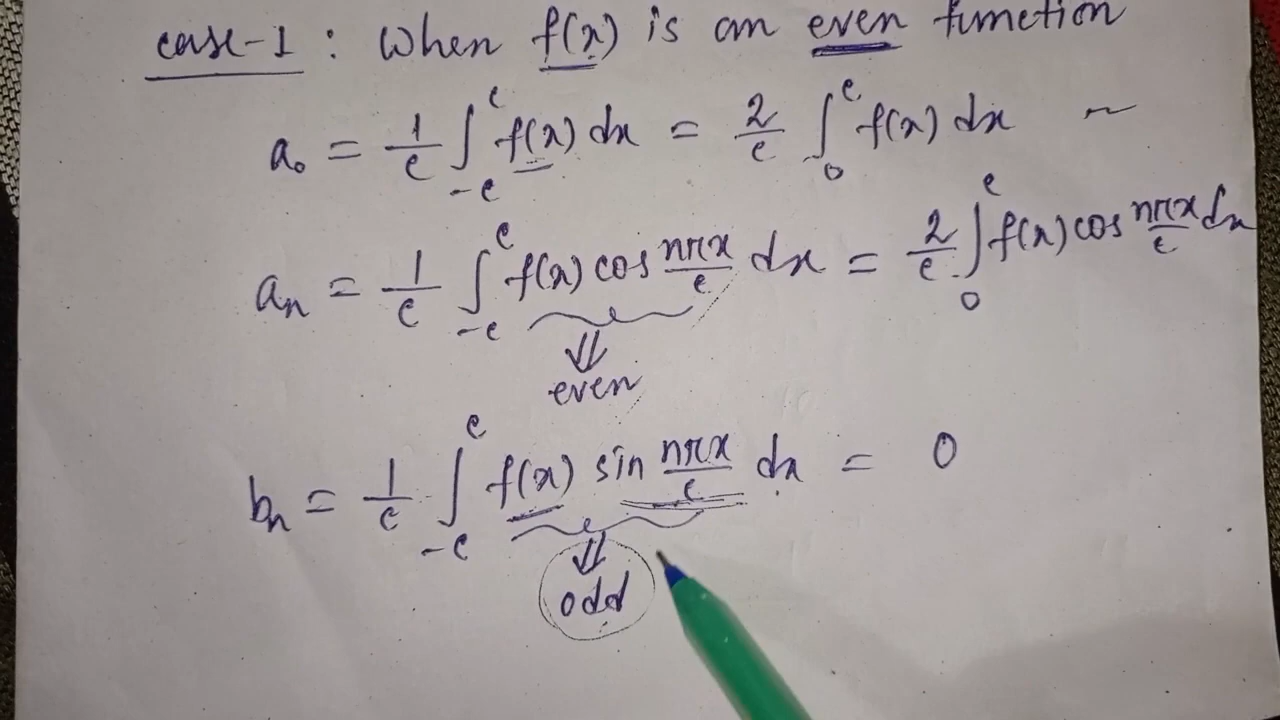 case-1 : When f(x) is an even function
a₀ = 1/c ∫_{-c}^{c} f(x) dx = 2/c ∫_{0}^{c} f(x) dx ~
aₙ = 1/c ∫_{-c}^{c} f(x) cos nπx/c dx = 2/c ∫_{0}^{c} f(x) cos nπx/c dx
⇓
even
bₙ = 1/c ∫_{-c}^{c} f(x) sin nπx/c dx = 0
⇓
odd